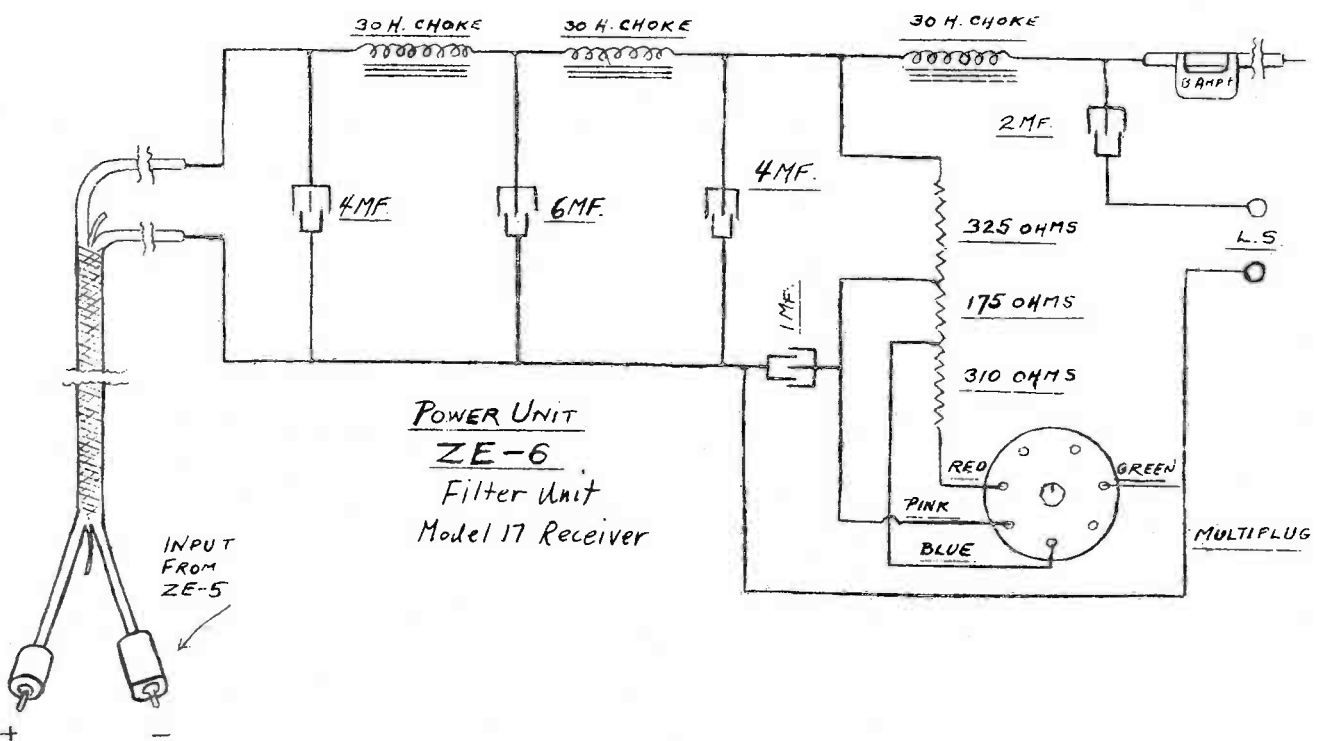 30 H. CHOKE
30 H. CHOKE
30 H. CHOKE
B AMP +
2 MF.
4 MF.
4 MF.
6 MF.
325 OHMS
L.S
175 OHMS
1 MF.
310 OHMS
POWER UNIT
ZE-6
Filter Unit
Model 17 Receiver
RED
GREEN
PINK
BLUE
MULTIPLUG
INPUT
FROM
ZE-5
+
-